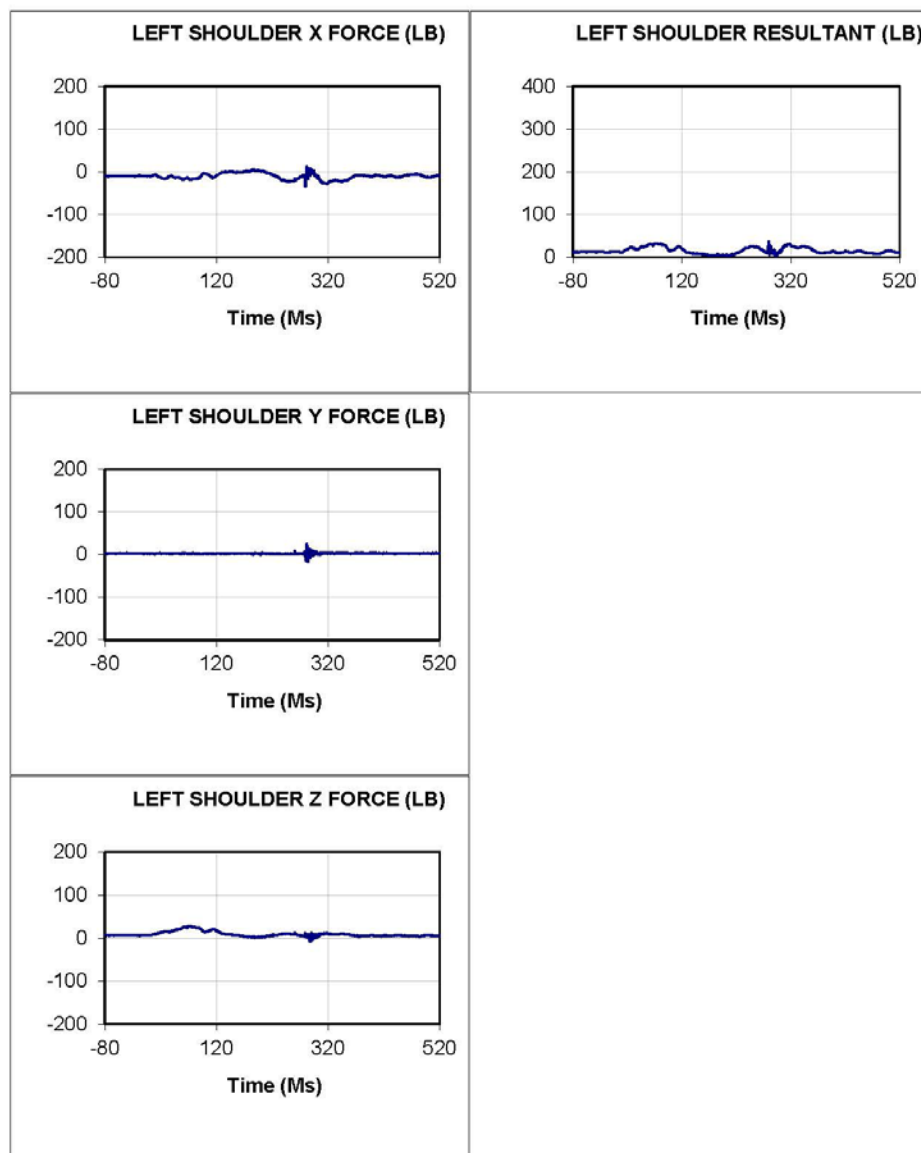 LEFT SHOULDER X FORCE (LB)
200
100
0
-100
-200
-80 120 320 520
Time (Ms)
LEFT SHOULDER RESULTANT (LB)
400
300
200
100
0
-80 120 320 520
Time (Ms)
LEFT SHOULDER Y FORCE (LB)
200
100
0
-100
-200
-80 120 320 520
Time (Ms)
LEFT SHOULDER Z FORCE (LB)
200
100
0
-100
-200
-80 120 320 520
Time (Ms)